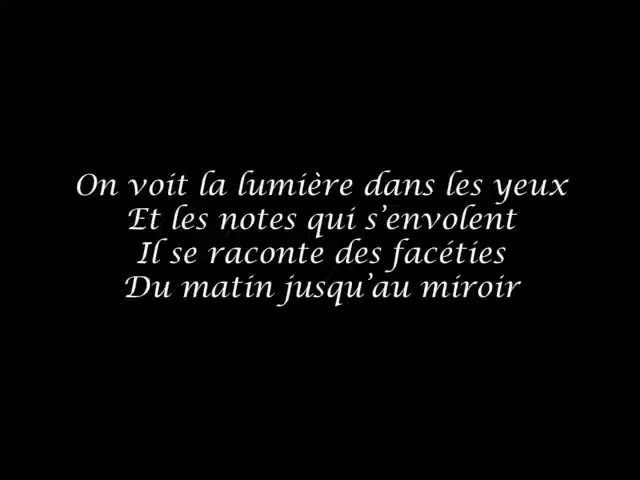 On voit la lumière dans les yeux
Et les notes qui s'envolent
Il se raconte des facéties
Du matin jusqu'au miroir